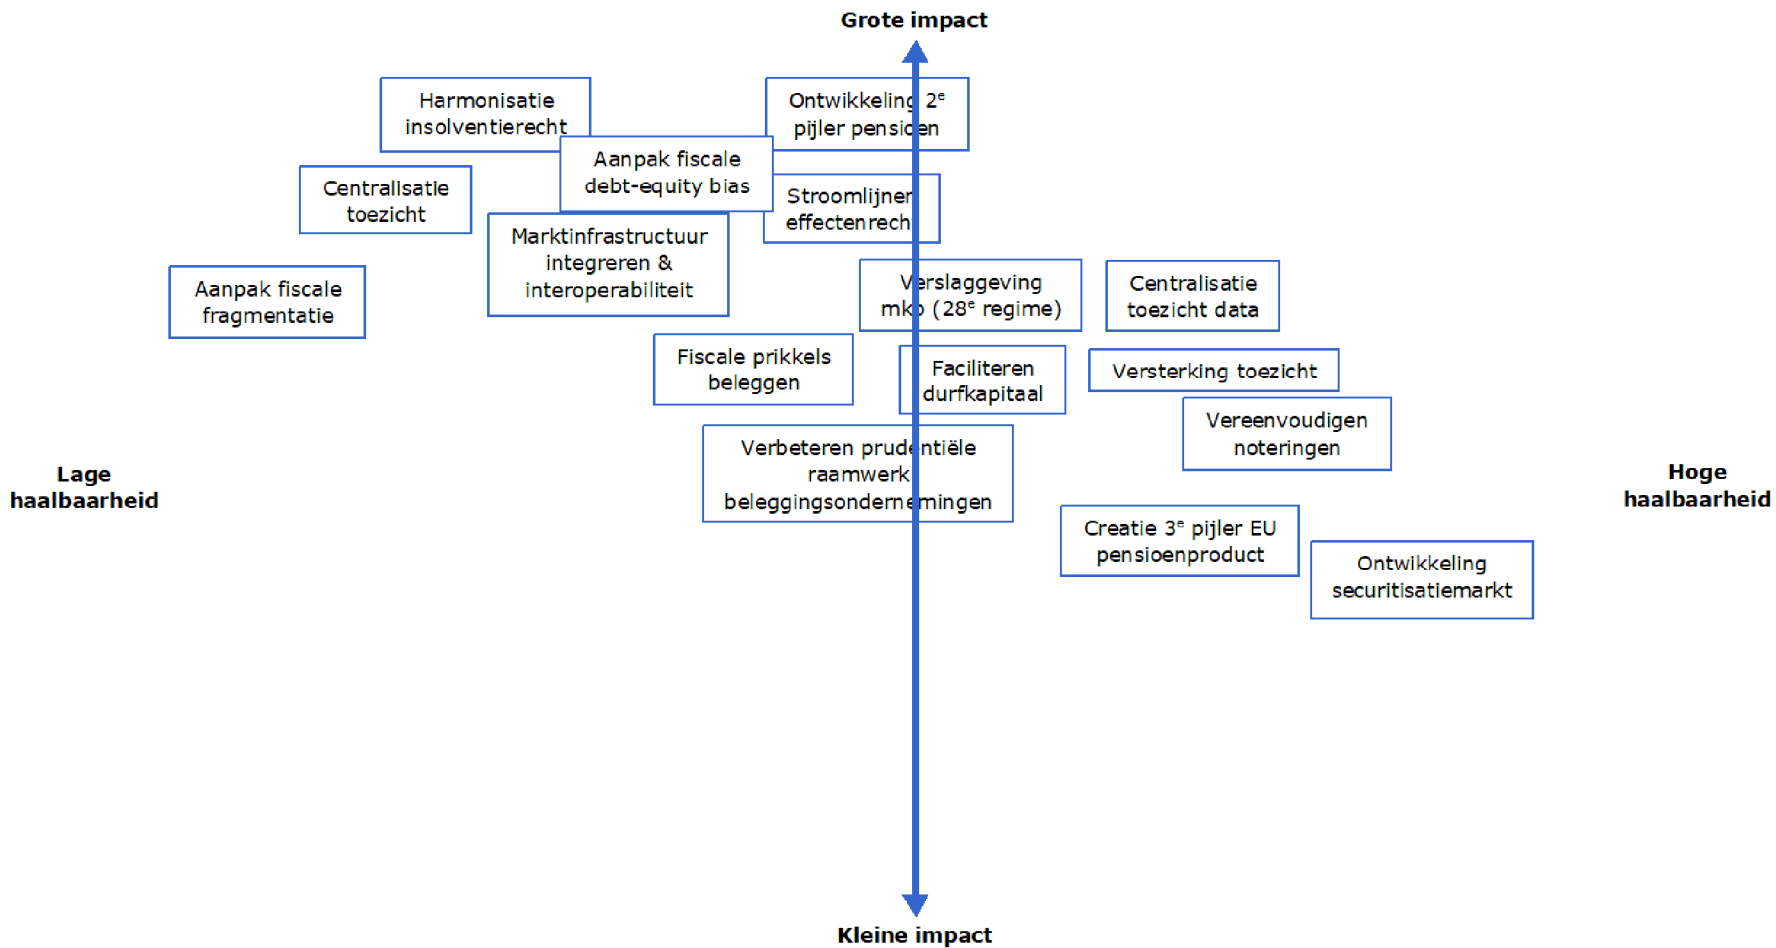 Grote impact
Harmonisatie
insolventierecht
Ontwikkeling 2e
pijler pensioen
Aanpak fiscale
debt-equity bias
Centralisatie
toezicht
Stroomlijnen
effectenrecht
Marktinfrastructuur
integreren &
interoperabiliteit
Aanpak fiscale
fragmentatie
Verslaggeving
mkb (28e regime)
Centralisatie
toezicht data
Fiscale prikkels
beleggen
Faciliteren
durfkapitaal
Versterking toezicht
Vereenvoudigen
noteringen
Verbeteren prudentiële
raamwerk
beleggingsondernemingen
Lage
haalbaarheid
Hoge
haalbaarheid
Creatie 3e pijler EU
pensioenproduct
Ontwikkeling
securitisatiemarkt
Kleine impact